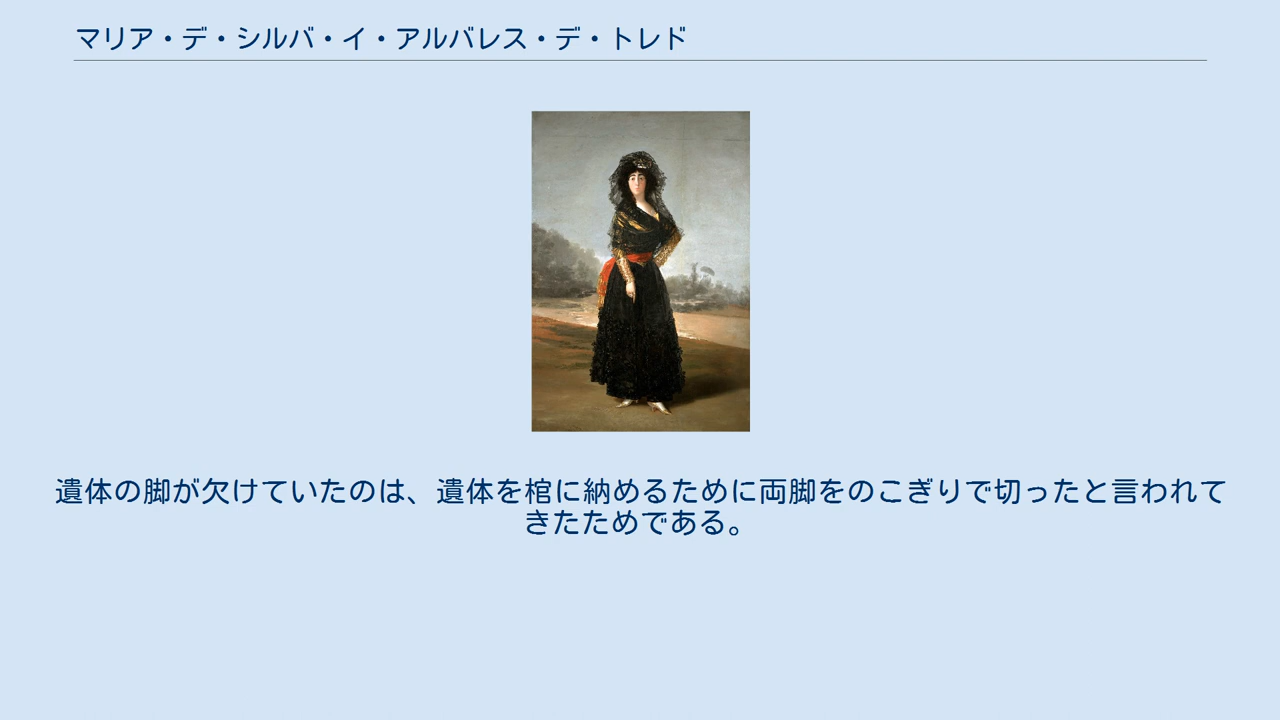 マリア・デ・シルバ・イ・アルバレス・デ・トレド
遺体の脚が欠けていたのは、遺体を棺に納めるために両脚をのこぎりで切ったと言われて
きたためである。